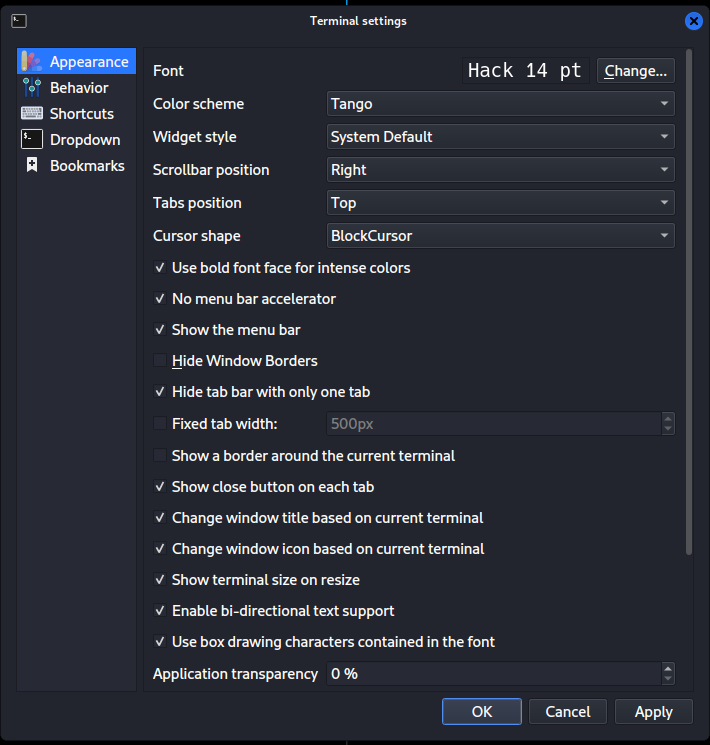 Terminal settings
Appearance
Behavior
Shortcuts
Dropdown
Bookmarks
Font Hack 14 pt Change...
Color scheme Tango
Widget style System Default
Scrollbar position Right
Tabs position Top
Cursor shape BlockCursor
Use bold font face for intense colors
No menu bar accelerator
Show the menu bar
Hide Window Borders
Hide tab bar with only one tab
Fixed tab width: 500px
Show a border around the current terminal
Show close button on each tab
Change window title based on current terminal
Change window icon based on current terminal
Show terminal size on resize
Enable bi-directional text support
Use box drawing characters contained in the font
Application transparency 0 %
OK Cancel Apply